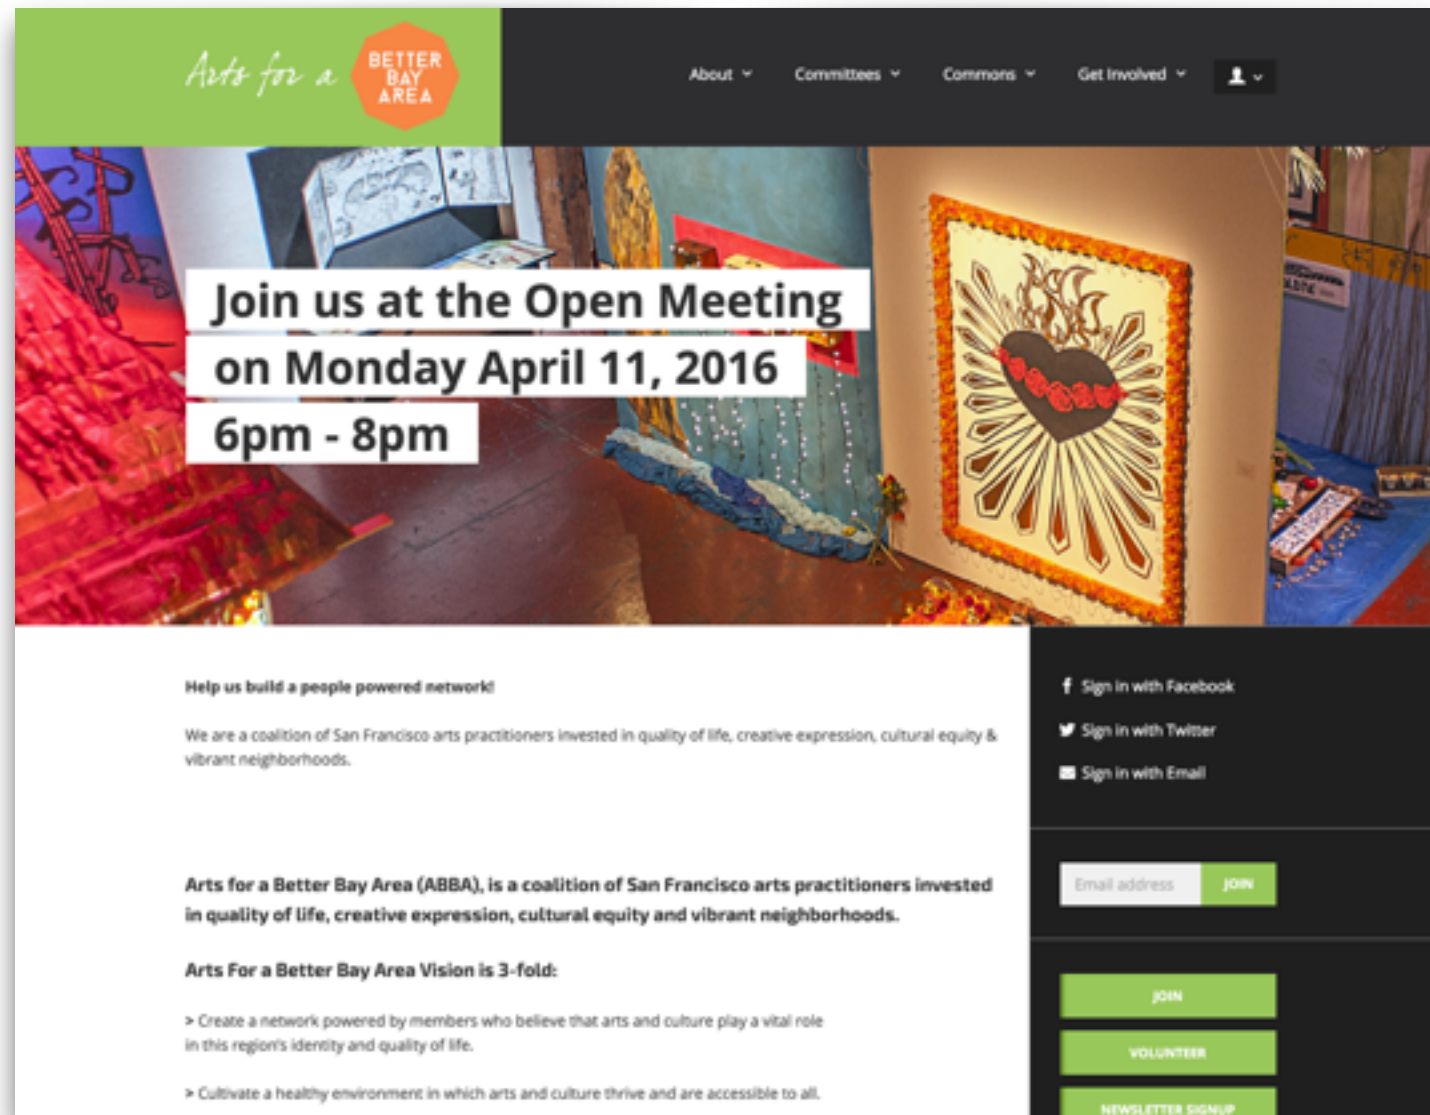 Arts for a
BETTER
BAY
AREA
About
Committees
Commons
Get Involved
Join us at the Open Meeting
on Monday April 11, 2016
6pm - 8pm
Help us build a people powered network!
We are a coalition of San Francisco arts practitioners invested in quality of life, creative expression, cultural equity &
vibrant neighborhoods.
Arts for a Better Bay Area (ABBA), is a coalition of San Francisco arts practitioners invested
in quality of life, creative expression, cultural equity and vibrant neighborhoods.
Arts For a Better Bay Area Vision is 3-fold:
> Create a network powered by members who believe that arts and culture play a vital role
in this region's identity and quality of life.
> Cultivate a healthy environment in which arts and culture thrive and are accessible to all.
Sign in with Facebook
Sign in with Twitter
Sign in with Email
Email address
JOIN
JOIN
VOLUNTEER
NEWSLETTER SIGNUP